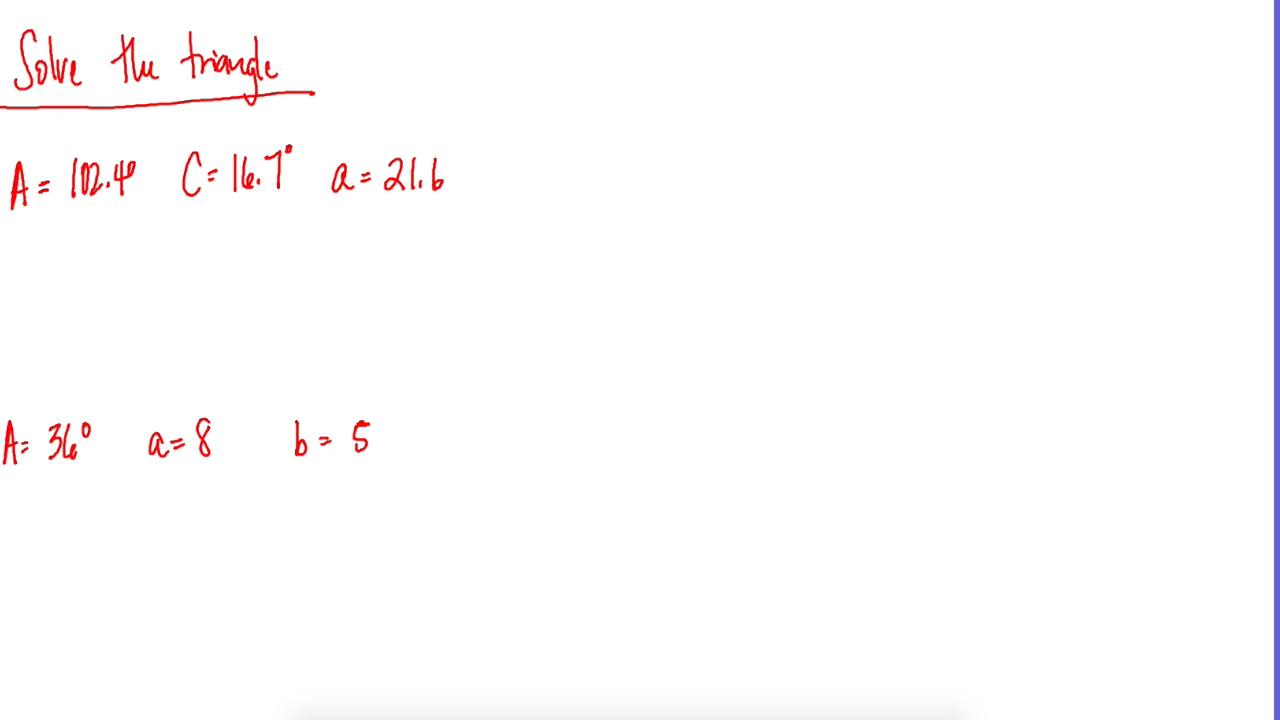 Solve the triangle
A = 102.4° C = 16.7° a = 21.6
A = 36° a = 8 b = 5